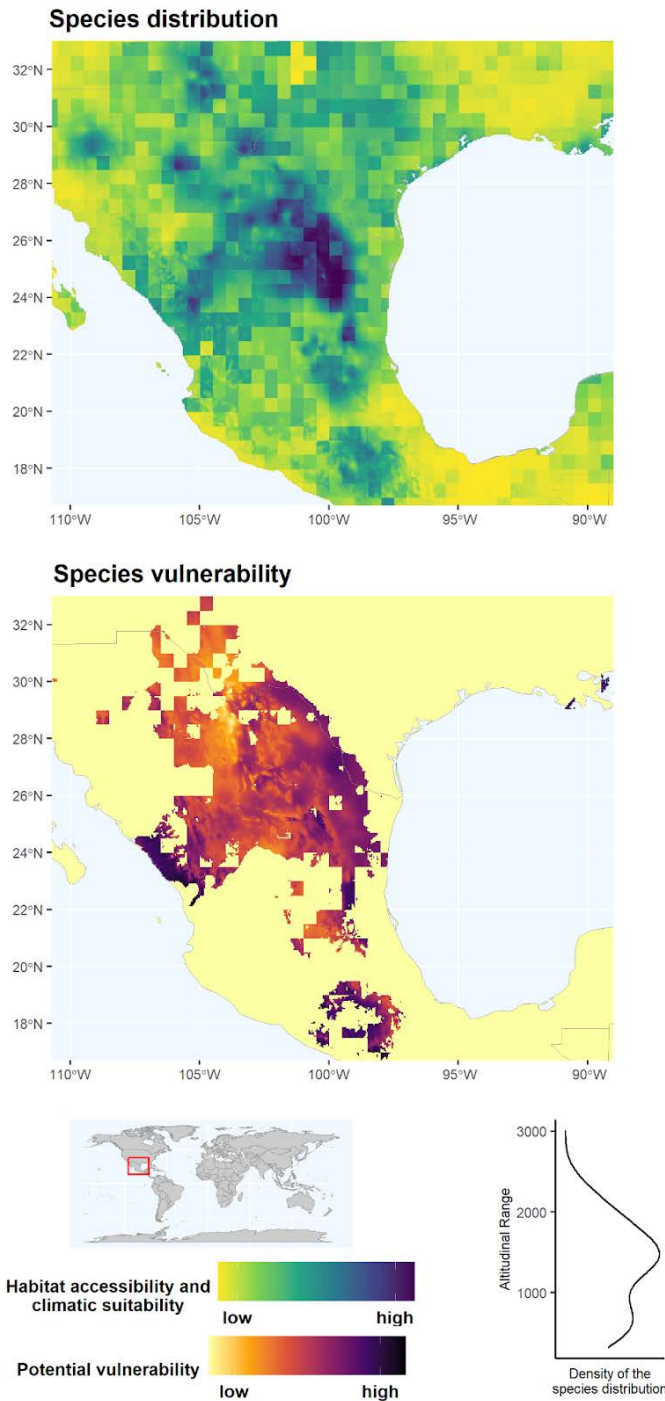 Species distribution
32°N
30°N
28°N
26°N
24°N
22°N
20°N
18°N
110°W 105°W 100°W 95°W 90°W
Species vulnerability
32°N
30°N
28°N
26°N
24°N
22°N
20°N
18°N
110°W 105°W 100°W 95°W 90°W
Habitat accessibility and
climatic suitability
low high
Potential vulnerability
low high
3000
2000
1000
Altitudinal Range
Density of the
species distribution